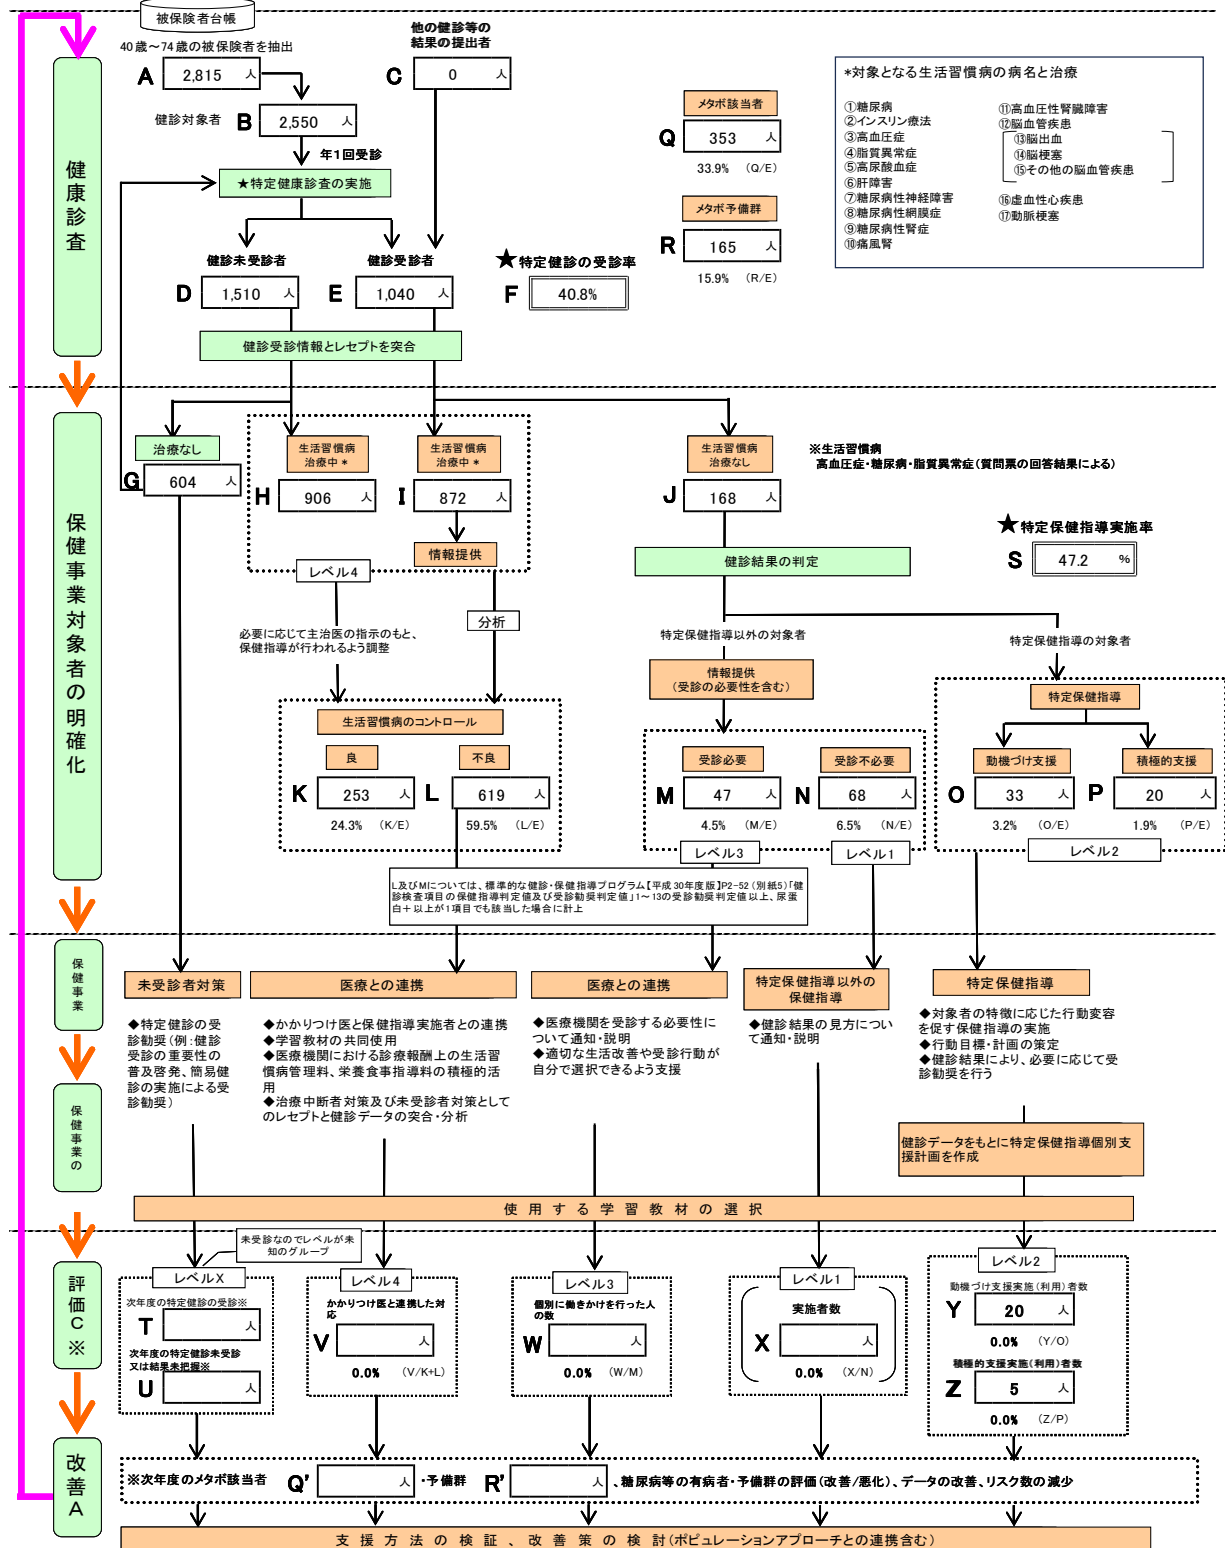 被保険者台帳
40歳～74歳の被保険者を抽出
A 2,815 人
他の健診等の
結果の提出者
C 0 人
健診対象者 B 2,550 人
年1回受診
★特定健康診査の実施
健診未受診者
D 1,510 人
健診受診者
E 1,040 人
★特定健診の受診率
F 40.8%
メタボ該当者
Q 353 人
33.9% (Q/E)
メタボ予備群
R 165 人
15.9% (R/E)
*対象となる生活習慣病の病名と治療
①糖尿病
②インスリン療法
③高血圧症
④脂質異常症
⑤高尿酸血症
⑥肝障害
⑦糖尿病性神経障害
⑧糖尿病性網膜症
⑨糖尿病性腎症
⑩痛風腎
⑪高血圧性腎臓障害
⑫脳血管疾患
⑬脳出血
⑭脳梗塞
⑮その他の脳血管疾患
⑯虚血性心疾患
⑰動脈梗塞
健康診査
健診受診情報とレセプトを突合
保健事業対象者の明確化
治療なし
G 604 人
生活習慣病
治療中*
H 906 人
生活習慣病
治療中*
I 872 人
情報提供
レベル4
生活習慣病
治療なし
J 168 人
※生活習慣病
高血圧症・糖尿病・脂質異常症(質問票の回答結果による)
★特定保健指導実施率
S 47.2 %
健診結果の判定
分析
必要に応じて主治医の指示のもと、
保健指導が行われるよう調整
特定保健指導以外の対象者
特定保健指導の対象者
情報提供
(受診の必要性を含む)
生活習慣病のコントロール
良
K 253 人
24.3% (K/E)
不良
L 619 人
59.5% (L/E)
受診必要
M 47 人
4.5% (M/E)
レベル3
受診不必要
N 68 人
6.5% (N/E)
レベル1
特定保健指導
動機づけ支援
O 33 人
3.2% (O/E)
積極的支援
P 20 人
1.9% (P/E)
レベル2
L及びMについては、標準的な健診・保健指導プログラム【平成30年度版】P2-52(別紙5)「健
診検査項目の保健指導判定値及び受診勧奨判定値」1～13の受診勧奨判定値以上、尿蛋
白+以上が1項目でも該当した場合に計上
保健事業
未受診者対策
◆特定健診の受
診勧奨(例:健診
受診の重要性の
普及啓発、簡易健
診の実施による受
診勧奨)
医療との連携
◆かかりつけ医と保健指導実施者との連携
◆学習教材の共同使用
◆医療機関における診療報酬上の生活習
慣病管理料、栄養食事指導料の積極的活
用
◆治療中断者対策及び未受診者対策として
のレセプトと健診データの突合・分析
医療との連携
◆医療機関を受診する必要性に
ついて通知・説明
◆適切な生活改善や受診行動が
自分で選択できるよう支援
特定保健指導以外の
保健指導
◆健診結果の見方につい
て通知・説明
特定保健指導
◆対象者の特徴に応じた行動変容
を促す保健指導の実施
◆行動目標・計画の策定
◆健診結果により、必要に応じて受
診勧奨を行う
保健事業の
健診データをもとに特定保健指導個別支
援計画を作成
使用する学習教材の選択
評価C※
未受診なのでレベルが未
知のグループ
レベルX
次年度の特定健診の受診※
T 人
次年度の特定健診未受診
又は結果未把握※
U 人
レベル4
かかりつけ医と連携した対
応
V 人
0.0% (V/K+L)
レベル3
個別に働きかけを行った人
の数
W 人
0.0% (W/M)
レベル1
実施者数
X 人
0.0% (X/N)
レベル2
動機づけ支援実施(利用)者数
Y 20 人
0.0% (Y/O)
積極的支援実施(利用)者数
Z 5 人
0.0% (Z/P)
改善A
※次年度のメタボ該当者 Q' 人 ・予備群 R' 人 、糖尿病等の有病者・予備群の評価(改善/悪化)、データの改善、リスク数の減少
支援方法の検証、改善策の検討(ポピュレーションアプローチとの連携含む)